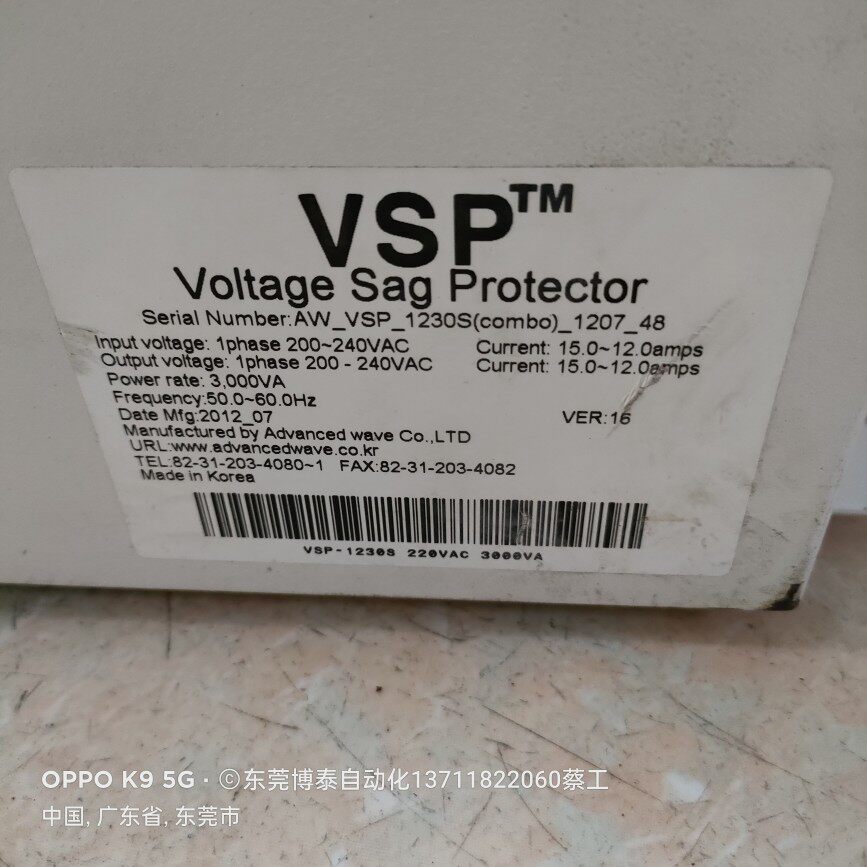 VSP™
Voltage Sag Protector
Serial Number:AW_VSP_1230S(combo)_1207_48
Input voltage: 1phase 200~240VAC Current: 15.0~12.0amps
Output voltage: 1phase 200 - 240VAC Current: 15.0~12.0amps
Power rate: 3,000VA
Frequency:50.0~60.0Hz
Date Mfg:2012_07 VER:16
Manufactured by Advanced wave Co.,LTD
URL:www.advancedwave.co.kr
TEL:82-31-203-4080~1 FAX:82-31-203-4082
Made in Korea
VSP-1230S 220VAC 3000VA
OPPO K9 5G · ⓒ东莞博泰自动化13711822060蔡工
中国, 广东省, 东莞市